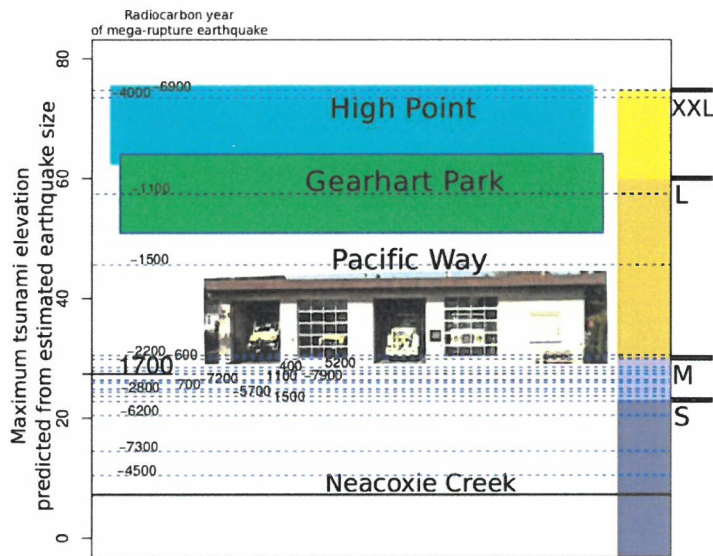 Radiocarbon year
of mega-rupture earthquake
Maximum tsunami elevation
predicted from estimated earthquake size
80
60
40
20
0
-6900
-4000
High Point
XXL
Gearhart Park
-1100
L
Pacific Way
-1500
-2200 600
400 5200
1700
7200 1100 -7900
M
-2800 700
-5700 1500
S
-6200
-7300
-4500
Neacoxie Creek